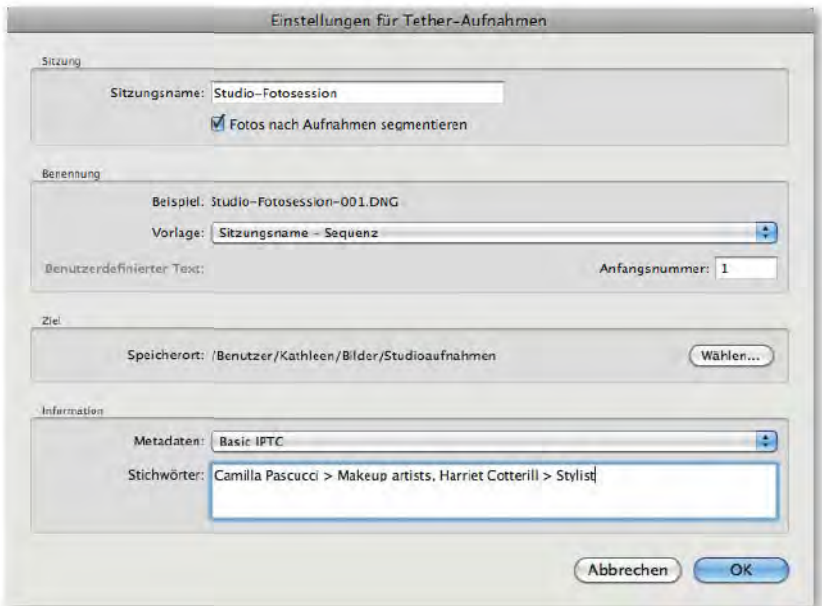 Einstellungen für Tether-Aufnahmen
Sitzung
Sitzungsname: Studio-Fotosession
Fotos nach Aufnahmen segmentieren
Benennung
Beispiel: Studio-Fotosession-001.DNG
Vorlage: Sitzungsname - Sequenz
Benutzerdefinierter Text: Anfangsnummer: 1
Ziel
Speicherort: /Benutzer/Kathleen/Bilder/Studioaufnahmen Wählen...
Information
Metadaten: Basic IPTC
Stichwörter: Camilla Pascucci > Makeup artists, Harriet Cotterill > Stylist
Abbrechen OK